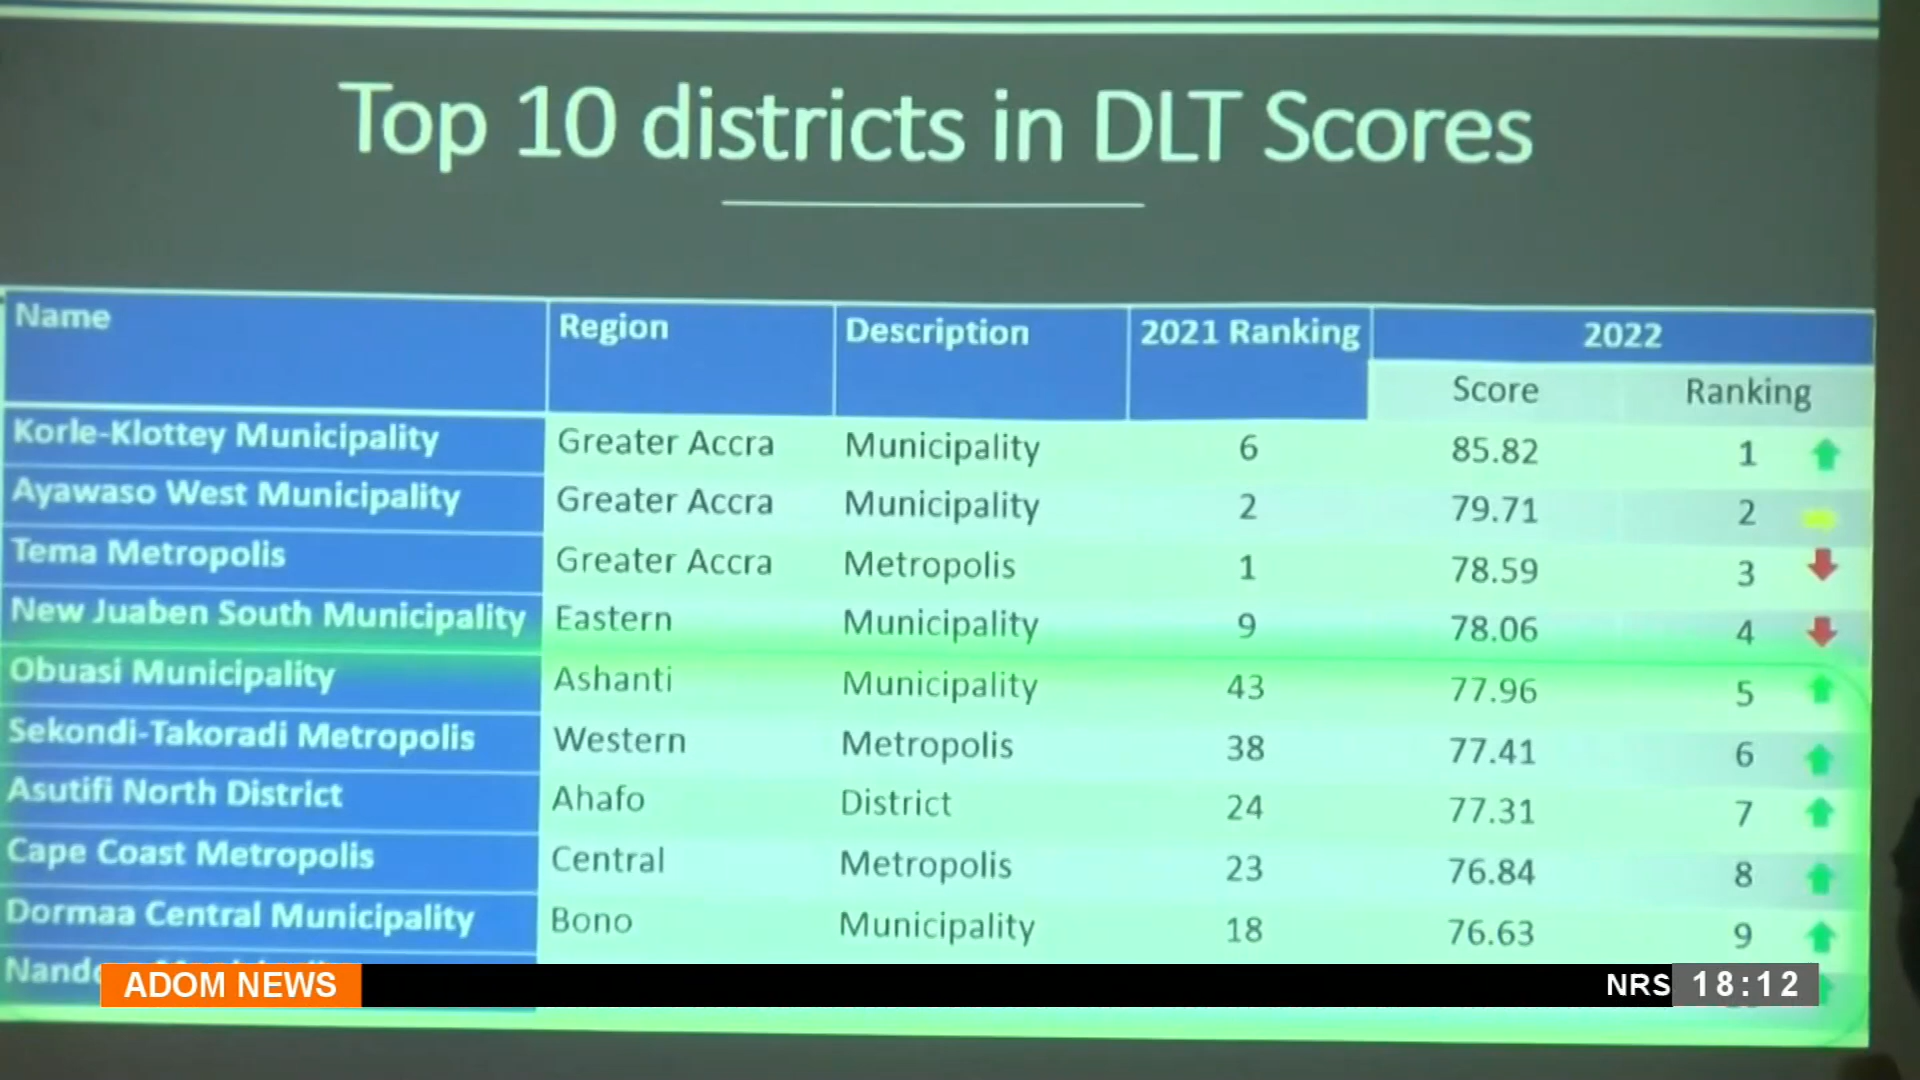 Top 10 districts in DLT Scores
Name Region Description 2021 Ranking 2022
Score Ranking
Korle-Klottey Municipality Greater Accra Municipality 6 85.82 1
Ayawaso West Municipality Greater Accra Municipality 2 79.71 2
Tema Metropolis Greater Accra Metropolis 1 78.59 3
New Juaben South Municipality Eastern Municipality 9 78.06 4
Obuasi Municipality Ashanti Municipality 43 77.96 5
Sekondi-Takoradi Metropolis Western Metropolis 38 77.41 6
Asutifi North District Ahafo District 24 77.31 7
Cape Coast Metropolis Central Metropolis 23 76.84 8
Dormaa Central Municipality Bono Municipality 18 76.63 9
ADOM NEWS NRS 18:12